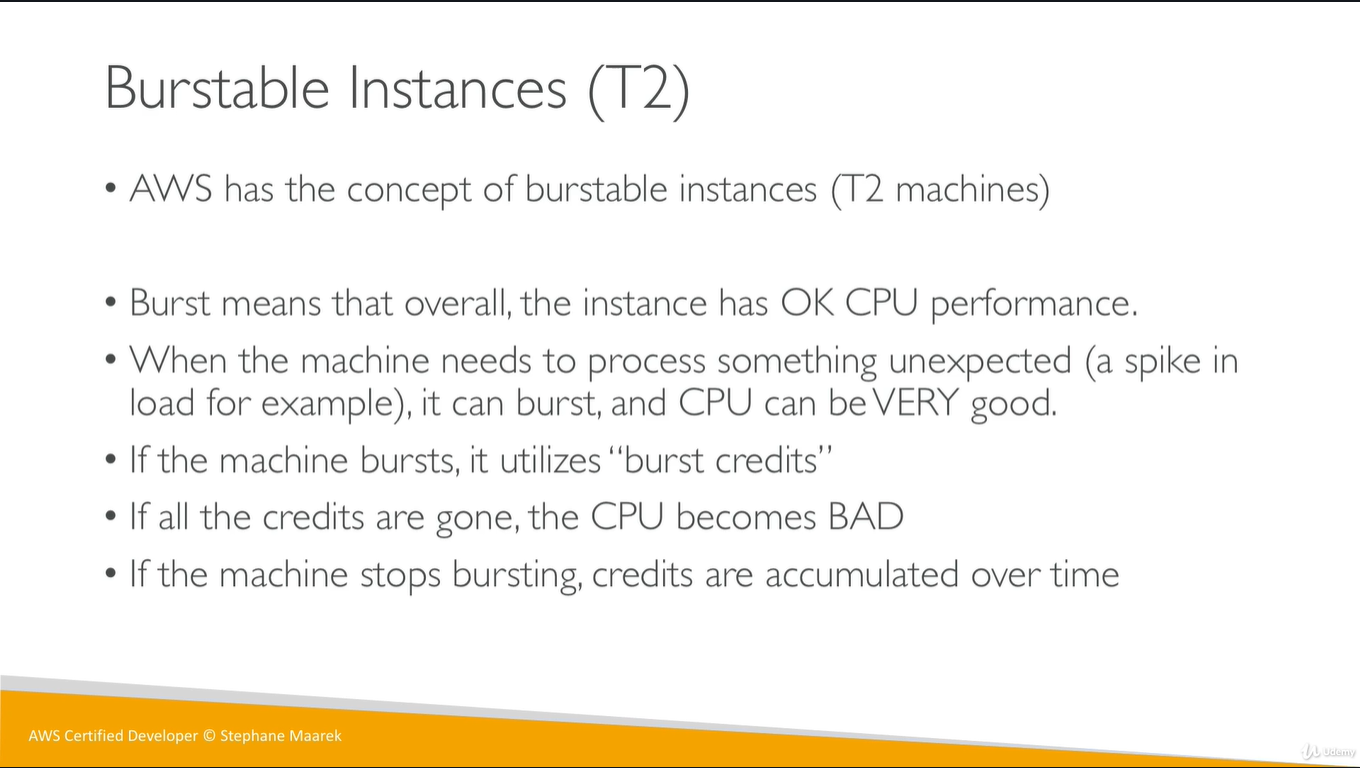 Burstable Instances (T2)
• AWS has the concept of burstable instances (T2 machines)
• Burst means that overall, the instance has OK CPU performance.
• When the machine needs to process something unexpected (a spike in
load for example), it can burst, and CPU can be VERY good.
• If the machine bursts, it utilizes “burst credits”
• If all the credits are gone, the CPU becomes BAD
• If the machine stops bursting, credits are accumulated over time
AWS Certified Developer © Stephane Maarek
Udemy